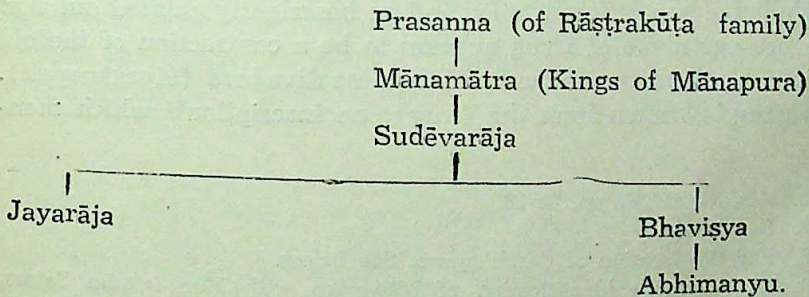 Prasanna (of Rāṣṭrakūṭa family)
Mānamātra (Kings of Mānapura)
Sudēvarāja
Jayarāja
Bhaviṣya
Abhimanyu.